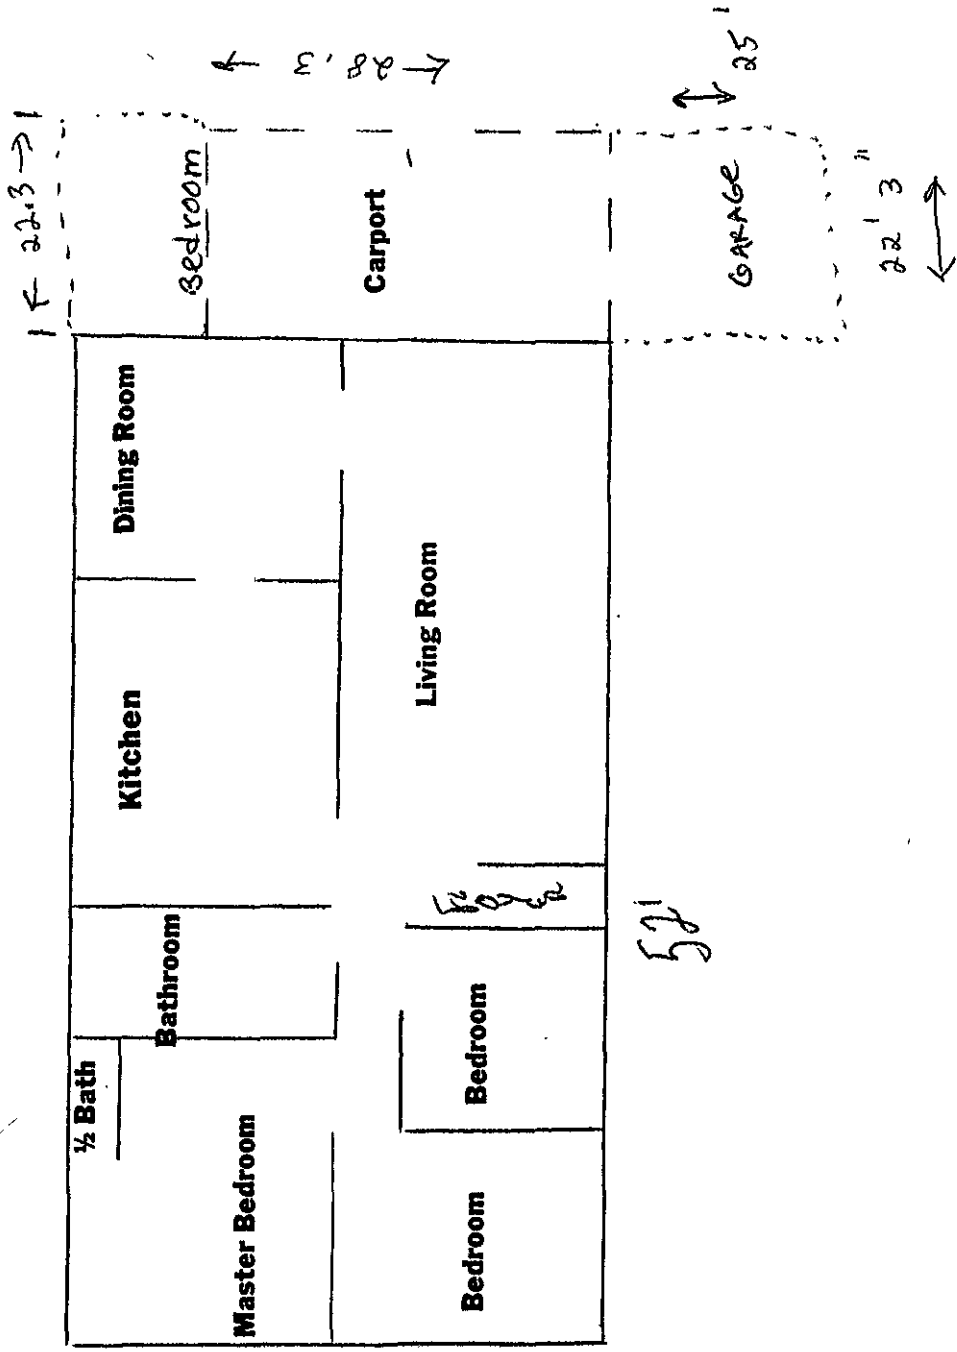 ½ Bath
Bathroom
Kitchen
Dining Room
Bedroom
22.3
28'.3
Master Bedroom
Living Room
Carport
Bedroom
Bedroom
GARAGE
25'
52'
22' 3"